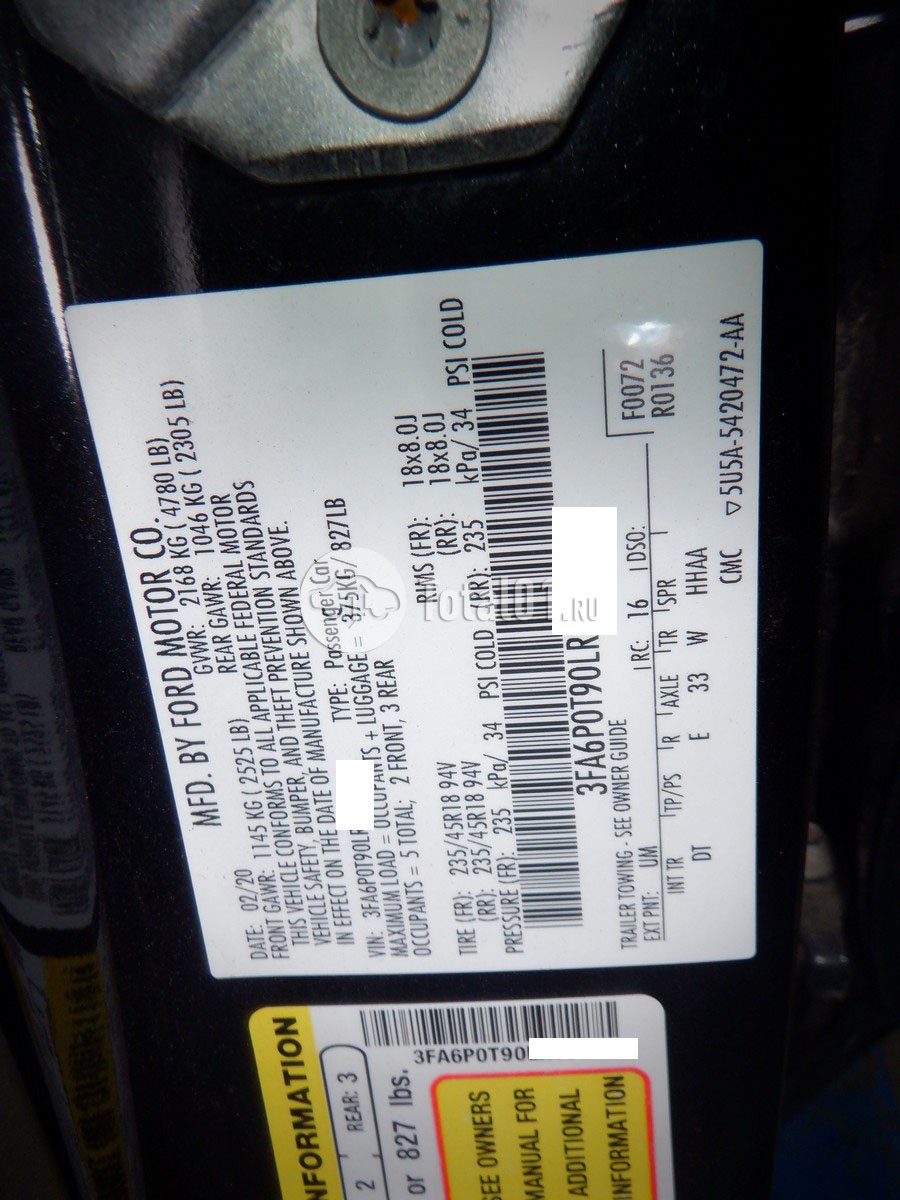 MFD. BY FORD MOTOR CO.
DATE: 02/20 GVWR: 2168 KG ( 4780 LB)
FRONT GAWR: 1145 KG ( 2525 LB) REAR GAWR: 1046 KG ( 2305 LB)
THIS VEHICLE CONFORMS TO ALL APPLICABLE FEDERAL MOTOR
VEHICLE SAFETY, BUMPER, AND THEFT PREVENTION STANDARDS
IN EFFECT ON THE DATE OF MANUFACTURE SHOWN ABOVE.
VIN: 3FA6P0T90LR TYPE: Passenger Car
MAXIMUM LOAD = OCCUPANTS + LUGGAGE = 375KG/ 827LB
OCCUPANTS = 5 TOTAL; 2 FRONT, 3 REAR
TIRE (FR): 235/45R18 94V RIMS (FR): 18x8.0J
(RR): 235/45R18 94V (RR): 18x8.0J
PRESSURE (FR): 235 kPa/ 34 PSI COLD (RR): 235 kPa/ 34 PSI COLD
3FA6P0T90LR
F0072
R0136
TRAILER TOWING - SEE OWNER GUIDE
EXT PNT: UM RC: 16 DSO:
INT TR TP/PS R AXLE TR SPR
DT E 33 W HHAA
CMC 5U5A-5420472-AA
TotalOT.RU
NFORMATION
2 REAR: 3
or 827 lbs.
3FA6P0T90
SEE OWNERS
MANUAL FOR
ADDITIONAL
INFORMATION